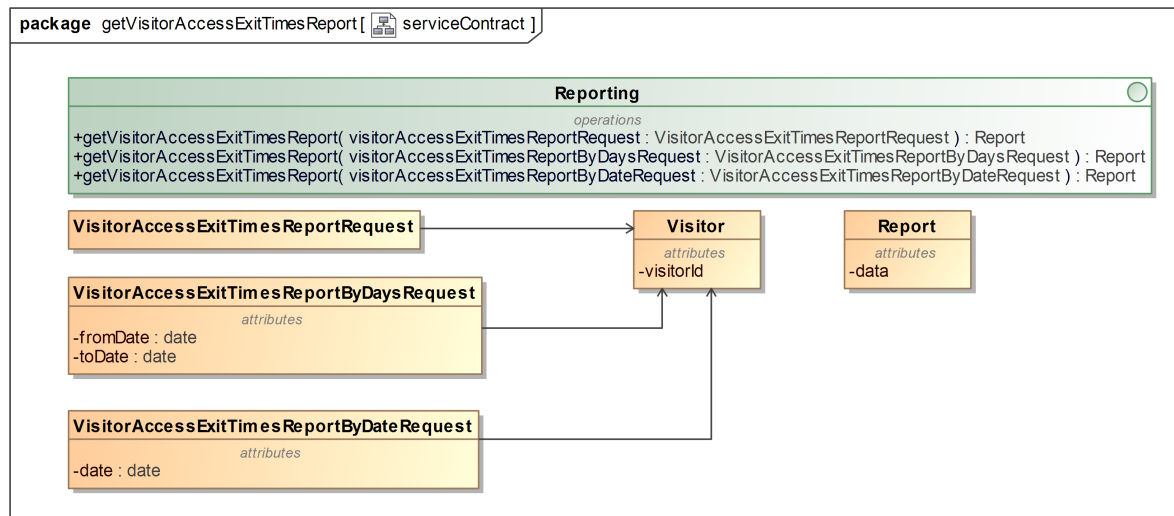 package getVisitorAccessExitTimesReport [ serviceContract ]
Reporting
operations
+getVisitorAccessExitTimesReport( visitorAccessExitTimesReportRequest : VisitorAccessExitTimesReportRequest ) : Report
+getVisitorAccessExitTimesReport( visitorAccessExitTimesReportByDaysRequest : VisitorAccessExitTimesReportByDaysRequest ) : Report
+getVisitorAccessExitTimesReport( visitorAccessExitTimesReportByDateRequest : VisitorAccessExitTimesReportByDateRequest ) : Report
VisitorAccessExitTimesReportRequest
Visitor
attributes
-visitorId
Report
attributes
-data
VisitorAccessExitTimesReportByDaysRequest
attributes
-fromDate : date
-toDate : date
VisitorAccessExitTimesReportByDateRequest
attributes
-date : date